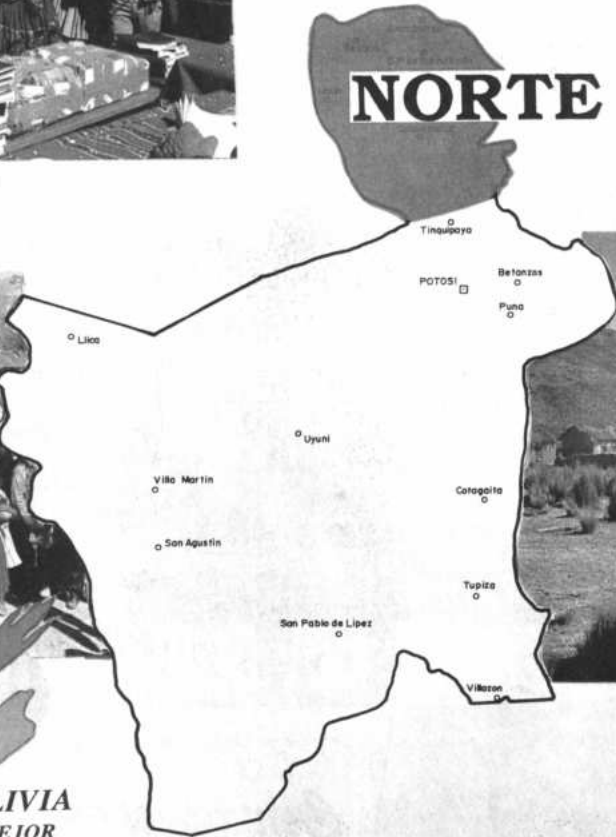 NORTE
Tinquipaya
POTOSI
Betanzos
Puna
Llica
Uyuni
Villa Martin
Cotagaita
San Agustin
Tupiza
San Pablo de Lipez
Villazon
LIVIA
EJOR